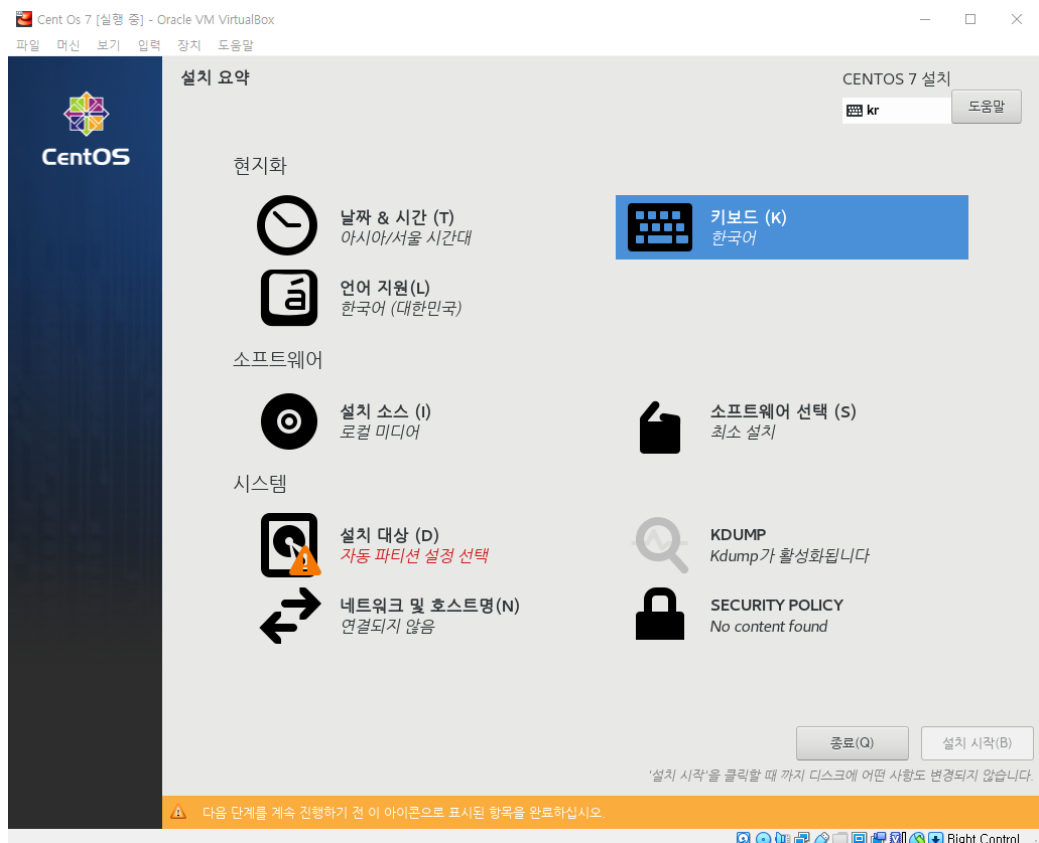 Cent Os 7 [실행 중] - Oracle VM VirtualBox
파일 머신 보기 입력 장치 도움말
설치 요약
CENTOS 7 설치
kr
도움말
CentOS
현지화
날짜 & 시간 (T)
아시아/서울 시간대
키보드 (K)
한국어
언어 지원(L)
한국어 (대한민국)
소프트웨어
설치 소스 (I)
로컬 미디어
소프트웨어 선택 (S)
최소 설치
시스템
설치 대상 (D)
자동 파티션 설정 선택
KDUMP
Kdump가 활성화됩니다
네트워크 및 호스트명(N)
연결되지 않음
SECURITY POLICY
No content found
종료(Q)
설치 시작(B)
'설치 시작'을 클릭할 때 까지 디스크에 어떤 사항도 변경되지 않습니다.
다음 단계를 계속 진행하기 전 이 아이콘으로 표시된 항목을 완료하십시오.
Right Control